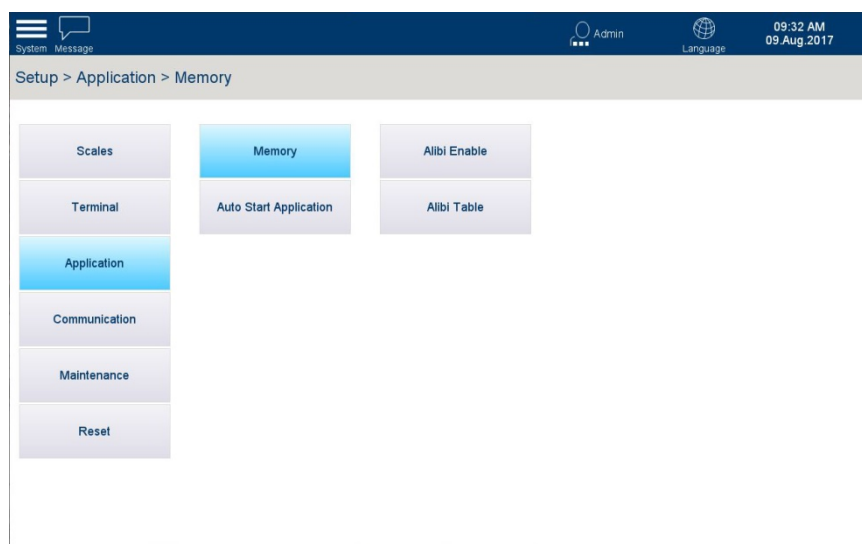 System Message
Admin
Language
09:32 AM
09.Aug.2017
Setup > Application > Memory
Scales
Memory
Alibi Enable
Terminal
Auto Start Application
Alibi Table
Application
Communication
Maintenance
Reset